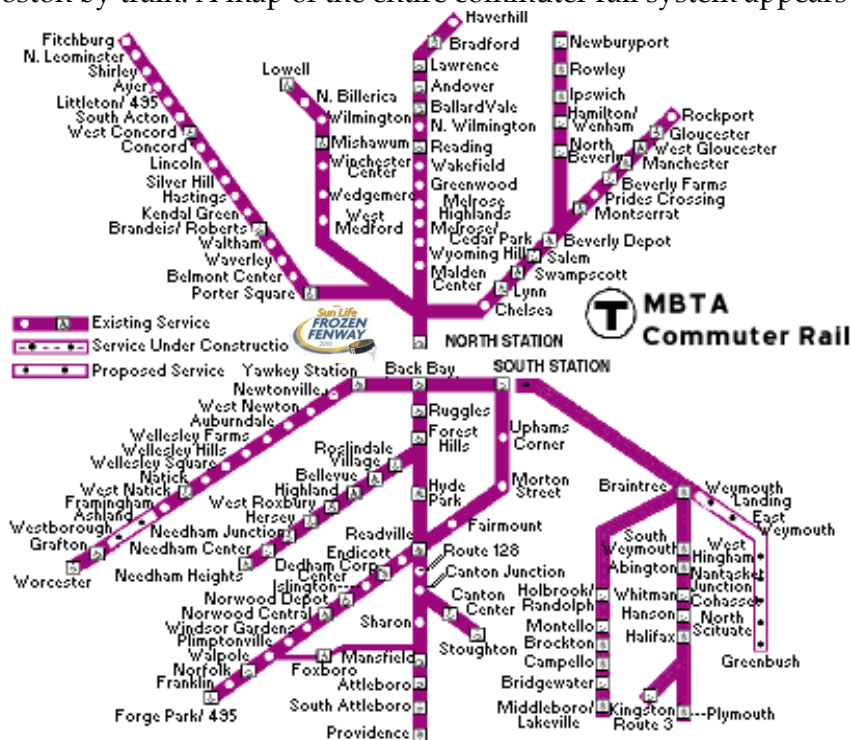 oston by train. A map of the entire commuter rail system appears
Haverhill
Bradford
Lawrence
Andover
BallardVale
N. Wilmington
Reading
Wakefield
Greenwood
Melrose
Highlands
Melrose/
Cedar Park
Wyoming Hill
Malden
Center
Fitchburg
N. Leominster
Shirley
Ayer
Littleton/ 495
South Acton
West Concord
Concord
Lincoln
Silver Hill
Hastings
Kendal Green
Brandeis/ Roberts
Waltham
Waverley
Belmont Center
Porter Square
Lowell
N. Billerica
Wilmington
Mishawum
Winchester
Center
Wedgemere
West
Medford
Newburyport
Rowley
Ipswich
Hamilton/
Wenham
North
Beverly
Rockport
Gloucester
West Gloucester
Manchester
Beverly Farms
Prides Crossing
Montserrat
Beverly Depot
Salem
Swampscott
Lynn
Chelsea
T MBTA
Commuter Rail
Existing Service
Service Under Constructio
Proposed Service
Sun Life
FROZEN
FENWAY
2010
NORTH STATION
SOUTH STATION
Back Bay
Yawkey Station
Newtonville
West Newton
Auburndale
Wellesley Farms
Wellesley Hills
Wellesley Square
Natick
West Natick
Framingham
Ashland
Westborough
Grafton
Worcester
Ruggles
Forest
Hills
Hyde
Park
Readville
Roslindale
Village
Bellevue
Highland
West Roxbury
Hersey
Needham Junction
Needham Center
Needham Heights
Uphams
Corner
Morton
Street
Fairmount
Route 128
Canton Junction
Canton
Center
Stoughton
Endicott
Dedham Corp
Center
Islington
Norwood Depot
Norwood Central
Windsor Gardens
Plimptonville
Walpole
Norfolk
Franklin
Forge Park/ 495
Foxboro
Sharon
Mansfield
Attleboro
South Attleboro
Providence
Braintree
Holbrook/
Randolph
Montello
Brockton
Campello
Bridgewater
Middleboro/
Lakeville
South
Weymouth
Abington
Whitman
Hanson
Halifax
Kingston
Route 3
Plymouth
Weymouth
Landing
East
Weymouth
West
Hingham
Nantasket
Junction
Cohasset
North
Scituate
Greenbush